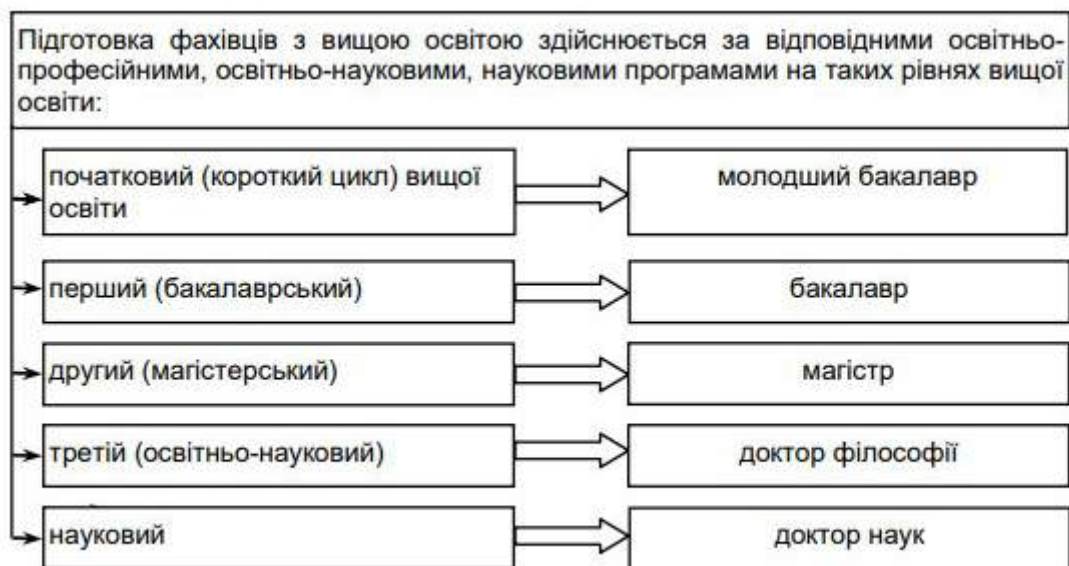 Підготовка фахівців з вищою освітою здійснюється за відповідними освітньо-
професійними, освітньо-науковими, науковими програмами на таких рівнях вищої
освіти:
початковий (короткий цикл) вищої
освіти
молодший бакалавр
перший (бакалаврський)
бакалавр
другий (магістерський)
магістр
третій (освітньо-науковий)
доктор філософії
науковий
доктор наук